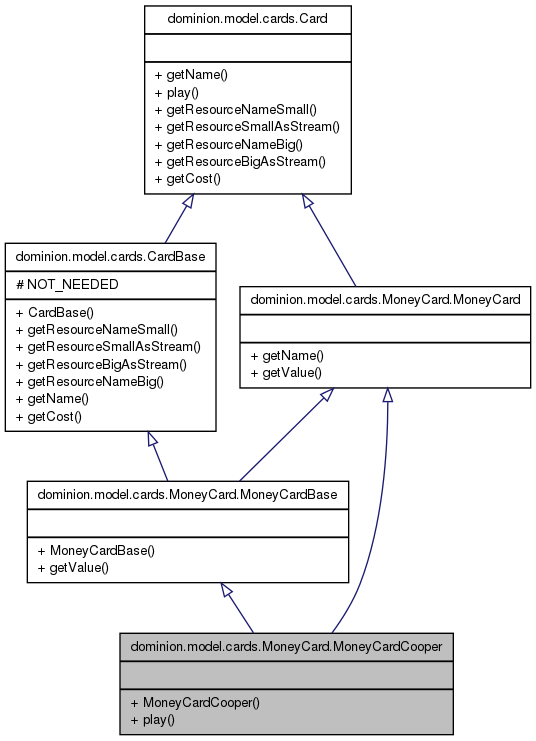 dominion.model.cards.Card
+ getName()
+ play()
+ getResourceNameSmall()
+ getResourceSmallAsStream()
+ getResourceNameBig()
+ getResourceBigAsStream()
+ getCost()
dominion.model.cards.CardBase
# NOT_NEEDED
+ CardBase()
+ getResourceNameSmall()
+ getResourceSmallAsStream()
+ getResourceBigAsStream()
+ getResourceNameBig()
+ getName()
+ getCost()
dominion.model.cards.MoneyCard.MoneyCard
+ getName()
+ getValue()
dominion.model.cards.MoneyCard.MoneyCardBase
+ MoneyCardBase()
+ getValue()
dominion.model.cards.MoneyCard.MoneyCardCooper
+ MoneyCardCooper()
+ play()